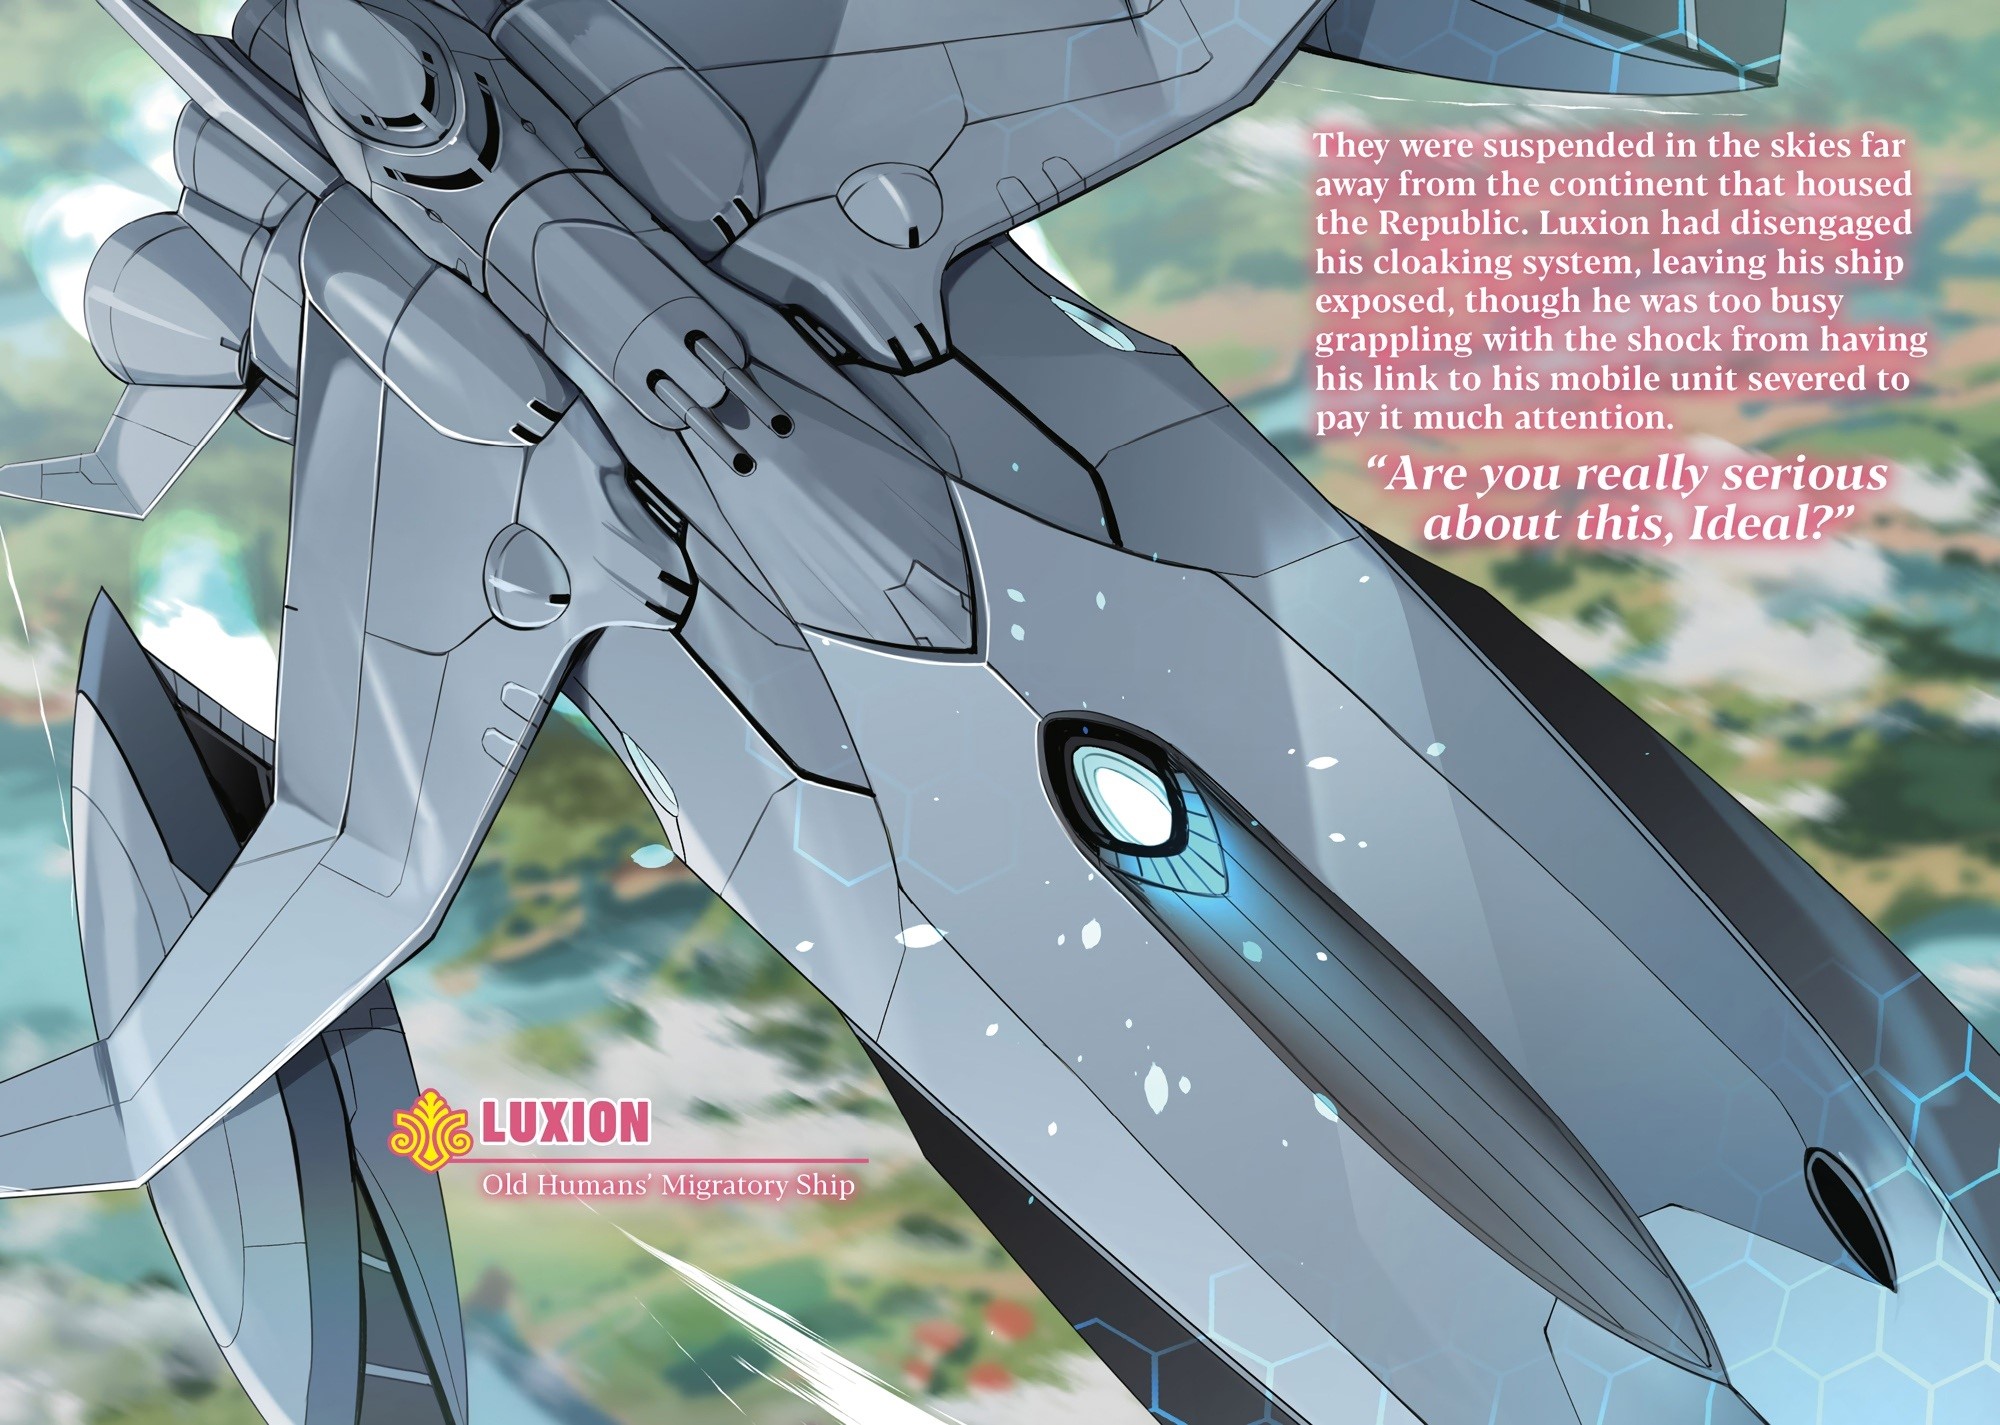 They were suspended in the skies far
away from the continent that housed
the Republic. Luxion had disengaged
his cloaking system, leaving his ship
exposed, though he was too busy
grappling with the shock from having
his link to his mobile unit severed to
pay it much attention.
“Are you really serious
about this, Ideal?”
LUXION
Old Humans’ Migratory Ship